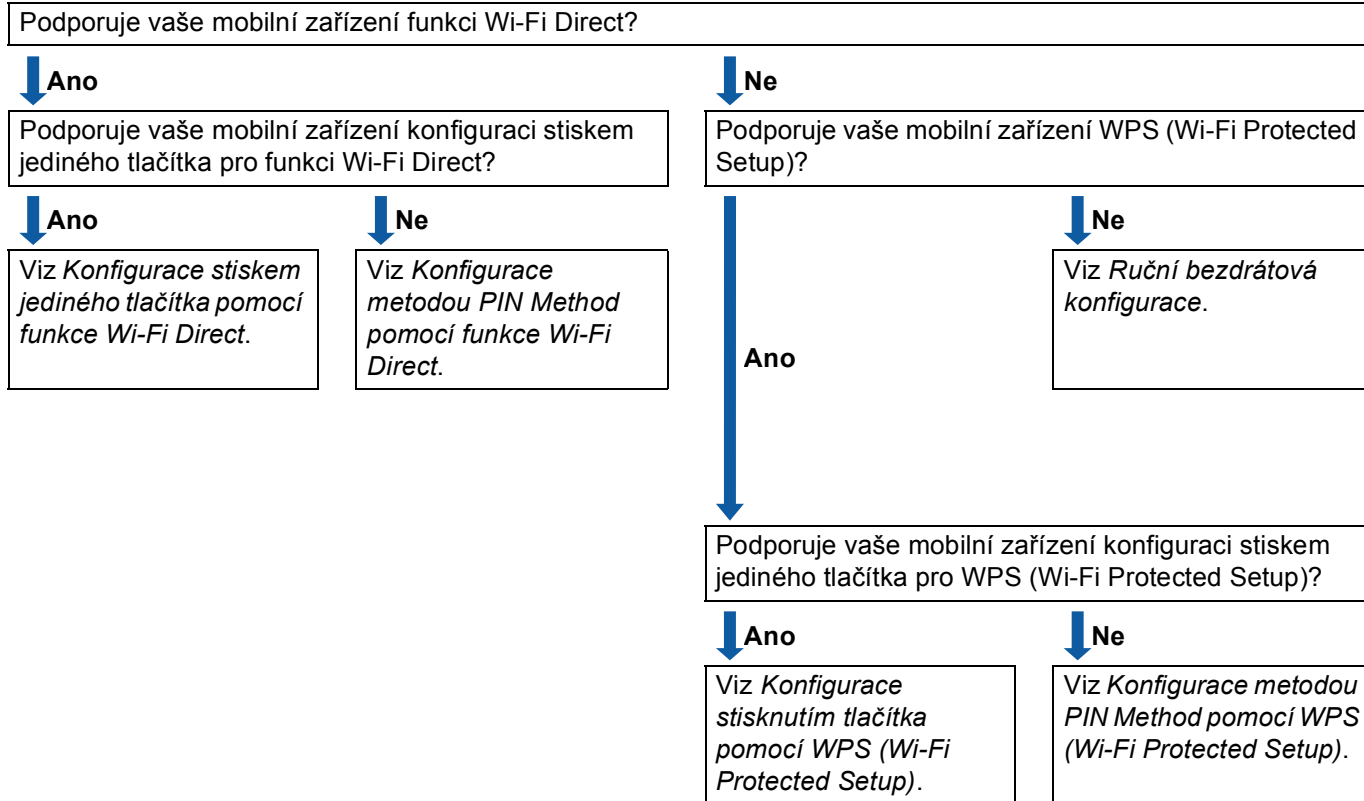 Podporuje vaše mobilní zařízení funkci Wi-Fi Direct?
Ano
Ne
Podporuje vaše mobilní zařízení konfiguraci stiskem
jediného tlačítka pro funkci Wi-Fi Direct?
Podporuje vaše mobilní zařízení WPS (Wi-Fi Protected
Setup)?
Ano
Ne
Ne
Viz Konfigurace stiskem
jediného tlačítka pomocí
funkce Wi-Fi Direct.
Viz Konfigurace
metodou PIN Method
pomocí funkce Wi-Fi
Direct.
Viz Ruční bezdrátová
konfigurace.
Ano
Podporuje vaše mobilní zařízení konfiguraci stiskem
jediného tlačítka pro WPS (Wi-Fi Protected Setup)?
Ano
Ne
Viz Konfigurace
stisknutím tlačítka
pomocí WPS (Wi-Fi
Protected Setup).
Viz Konfigurace metodou
PIN Method pomocí WPS
(Wi-Fi Protected Setup).